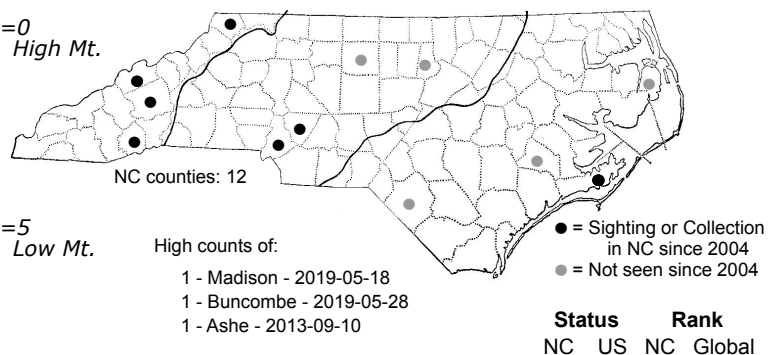 =0
High Mt.
NC counties: 12
=5
Low Mt.
High counts of:
1 - Madison - 2019-05-18
1 - Buncombe - 2019-05-28
1 - Ashe - 2013-09-10
● = Sighting or Collection
in NC since 2004
● = Not seen since 2004
Status Rank
NC US NC Global